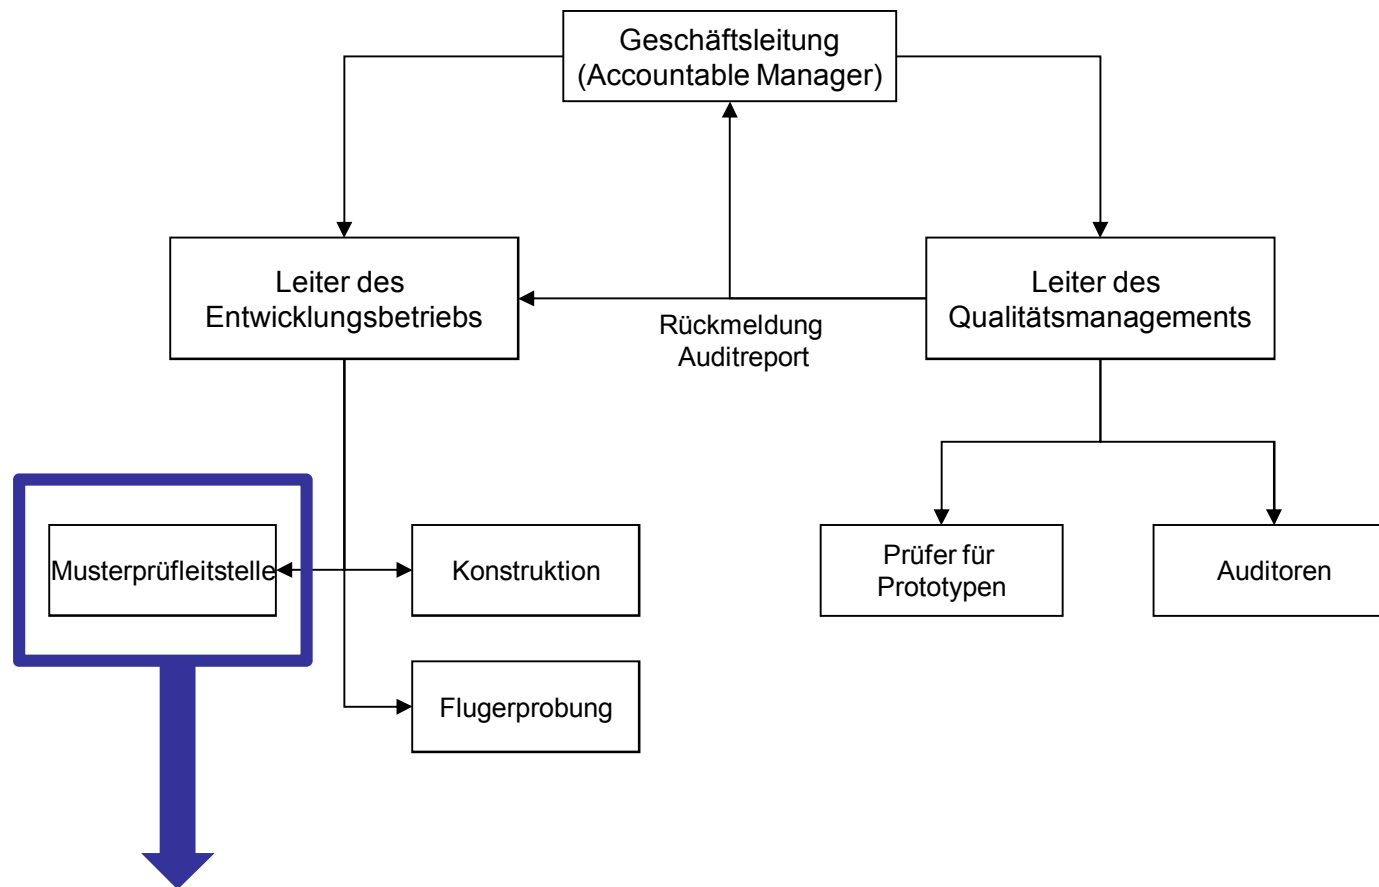 Geschäftsleitung
(Accountable Manager)
Leiter des
Entwicklungsbetriebs
Leiter des
Qualitätsmanagements
Rückmeldung
Auditreport
Musterprüfleitstelle
Konstruktion
Prüfer für
Prototypen
Auditoren
Flugerprobung